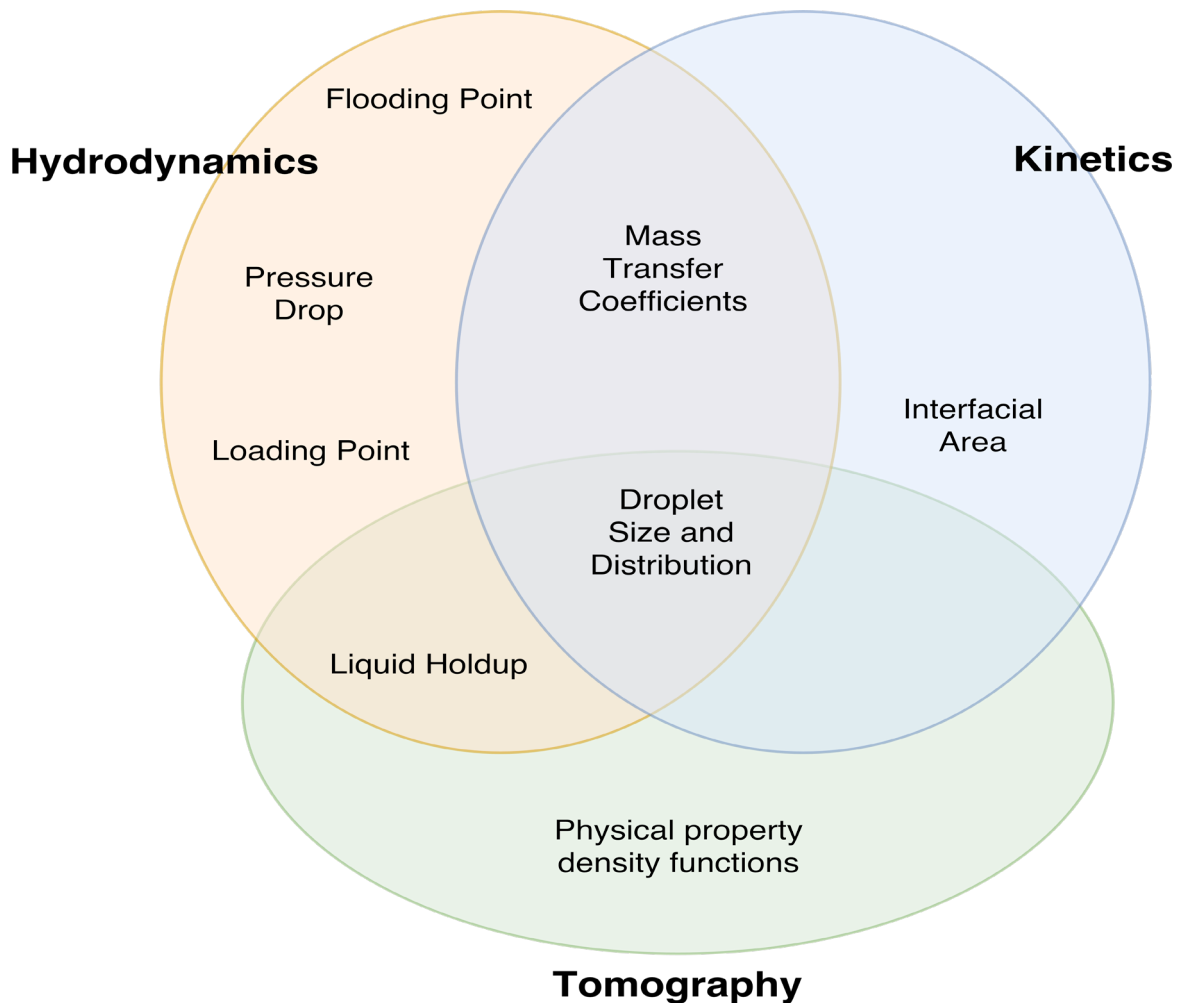 Flooding Point
Hydrodynamics
Kinetics
Mass
Transfer
Coefficients
Pressure
Drop
Interfacial
Area
Loading Point
Droplet
Size and
Distribution
Liquid Holdup
Physical property
density functions
Tomography